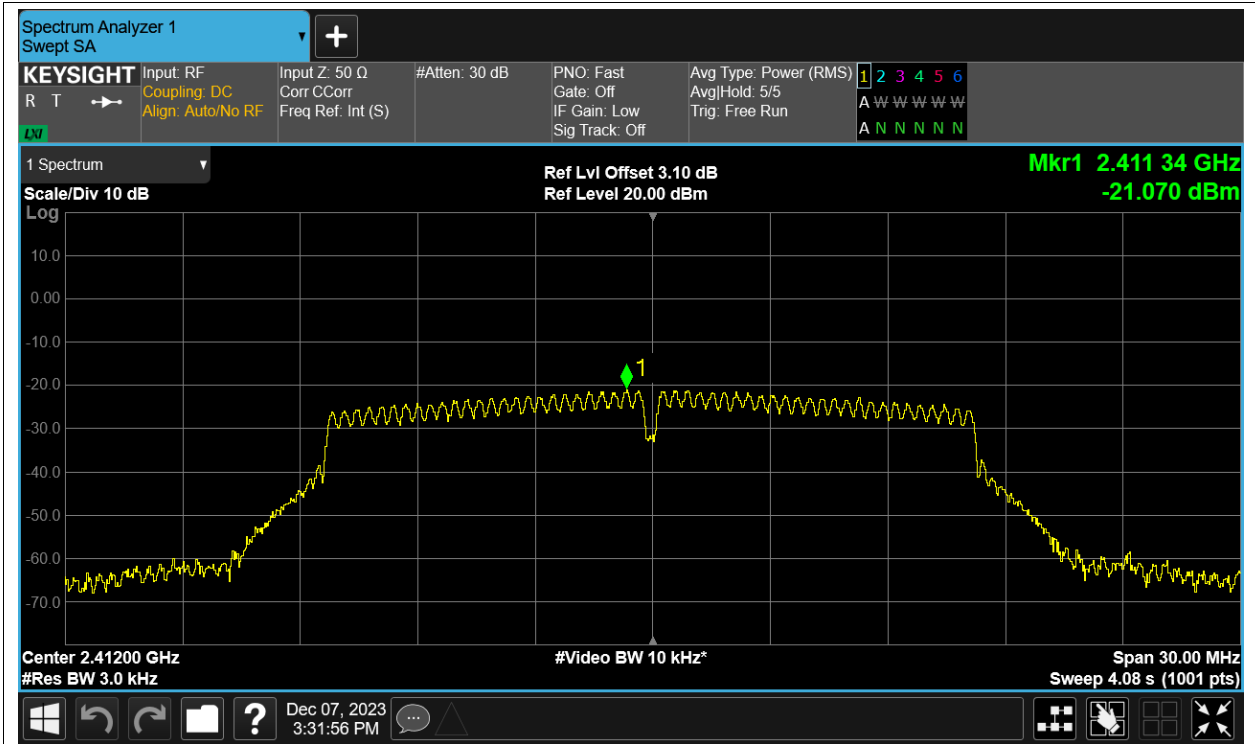 Spectrum Analyzer 1
Swept SA
KEYSIGHT
R T
LXI
Input: RF
Coupling: DC
Align: Auto/No RF
Input Z: 50 Ω
Corr CCorr
Freq Ref: Int (S)
#Atten: 30 dB
PNO: Fast
Gate: Off
IF Gain: Low
Sig Track: Off
Avg Type: Power (RMS)
Avg|Hold: 5/5
Trig: Free Run
1 2 3 4 5 6
A W W W W W
A N N N N N
1 Spectrum
Scale/Div 10 dB
Log
Ref Lvl Offset 3.10 dB
Ref Level 20.00 dBm
Mkr1 2.411 34 GHz
-21.070 dBm
10.0
0.00
-10.0
1
-20.0
-30.0
-40.0
-50.0
-60.0
-70.0
Center 2.41200 GHz
#Res BW 3.0 kHz
#Video BW 10 kHz*
Span 30.00 MHz
Sweep 4.08 s (1001 pts)
?
Dec 07, 2023
3:31:56 PM